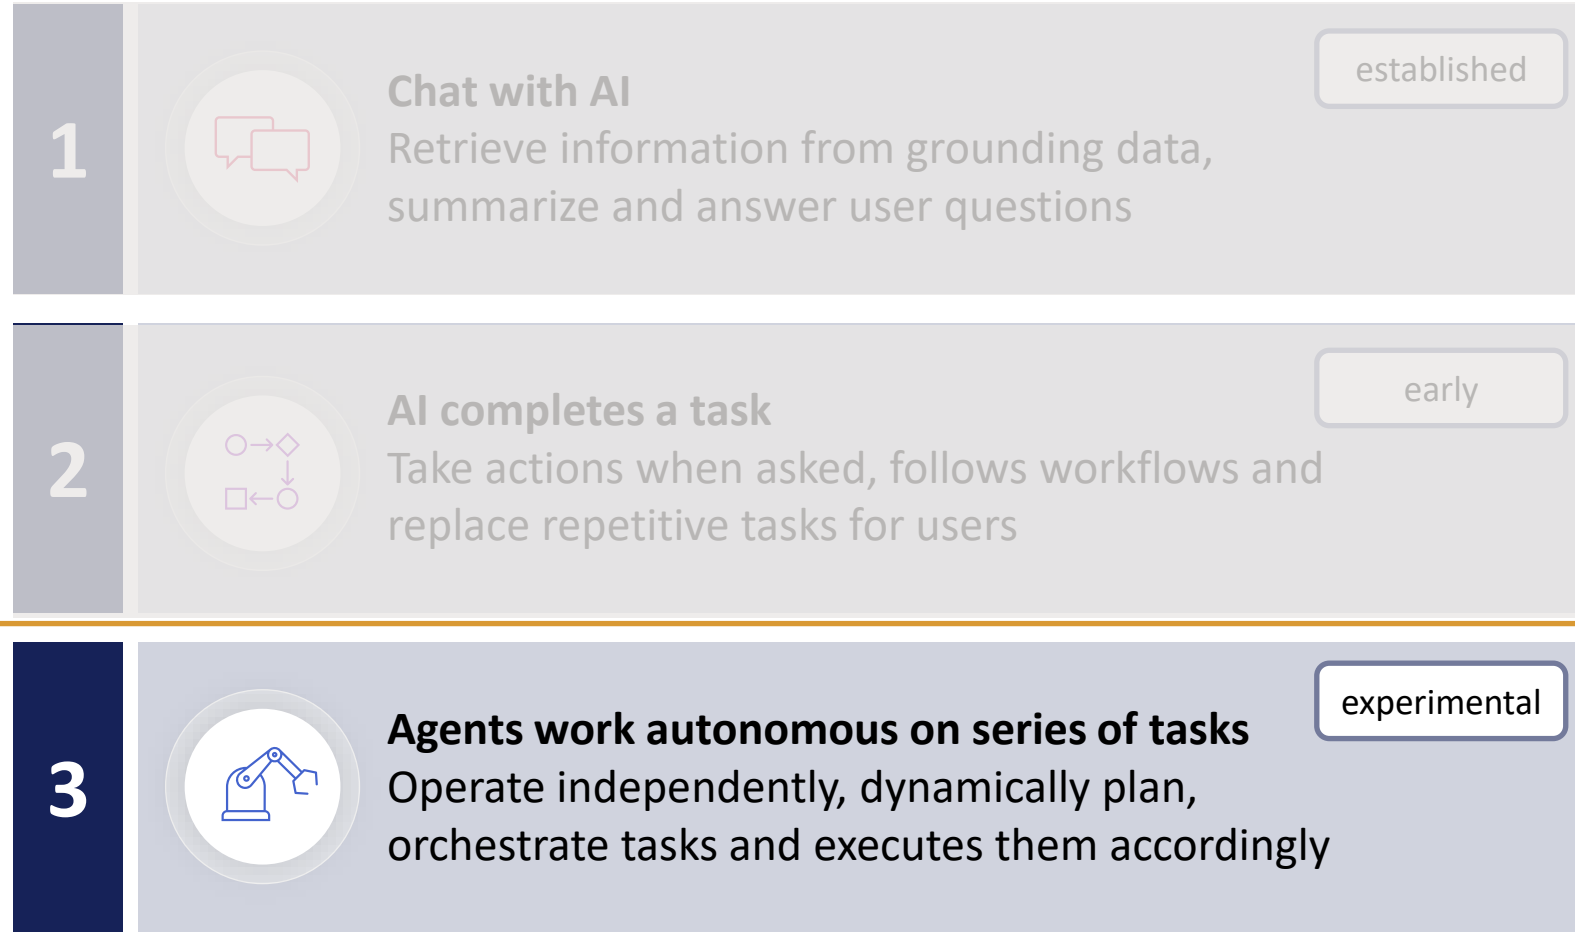 1
Chat with AI
established
Retrieve information from grounding data,
summarize and answer user questions
2
AI completes a task
early
Take actions when asked, follows workflows and
replace repetitive tasks for users
3
Agents work autonomous on series of tasks
experimental
Operate independently, dynamically plan,
orchestrate tasks and executes them accordingly